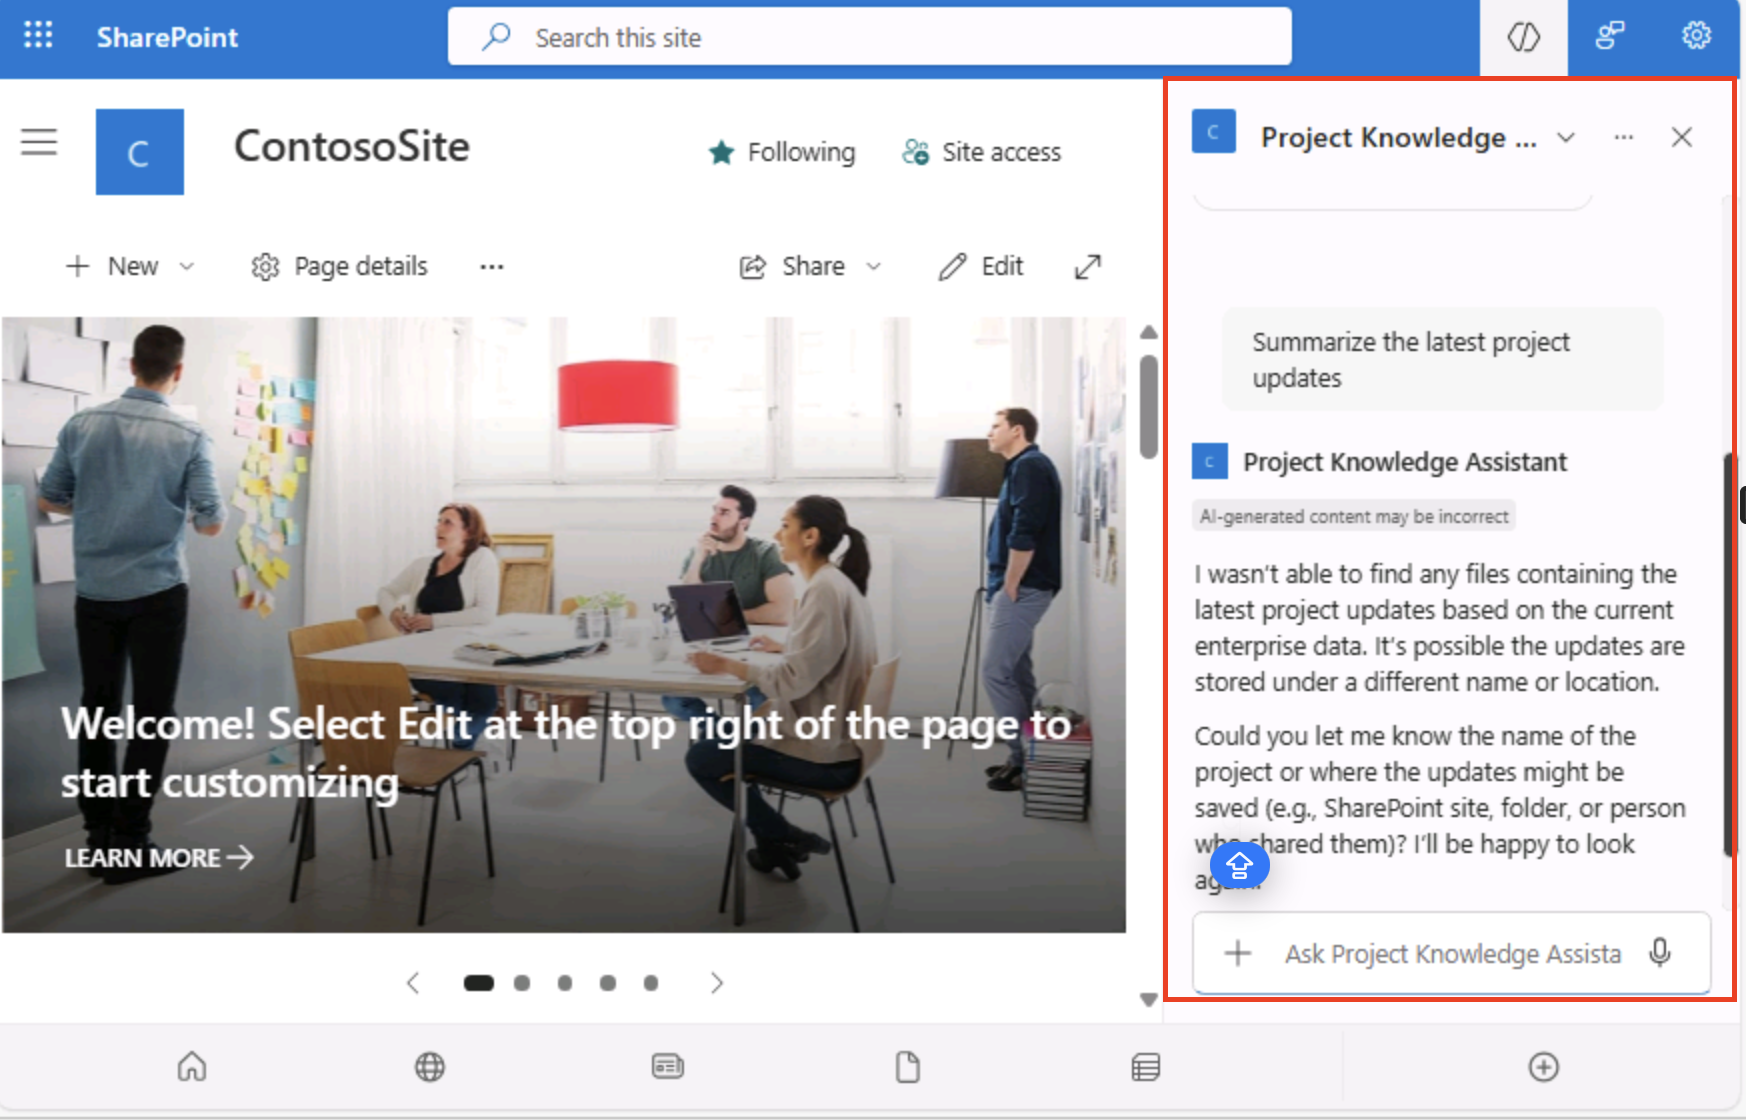 SharePoint
Search this site
C
ContosoSite
Following
Site access
New
Page details
Share
Edit
Welcome! Select Edit at the top right of the page to
start customizing
LEARN MORE
C
Project Knowledge ...
Summarize the latest project
updates
C
Project Knowledge Assistant
AI-generated content may be incorrect
I wasn't able to find any files containing the
latest project updates based on the current
enterprise data. It's possible the updates are
stored under a different name or location.
Could you let me know the name of the
project or where the updates might be
saved (e.g., SharePoint site, folder, or person
who shared them)? I'll be happy to look
Ask Project Knowledge Assista